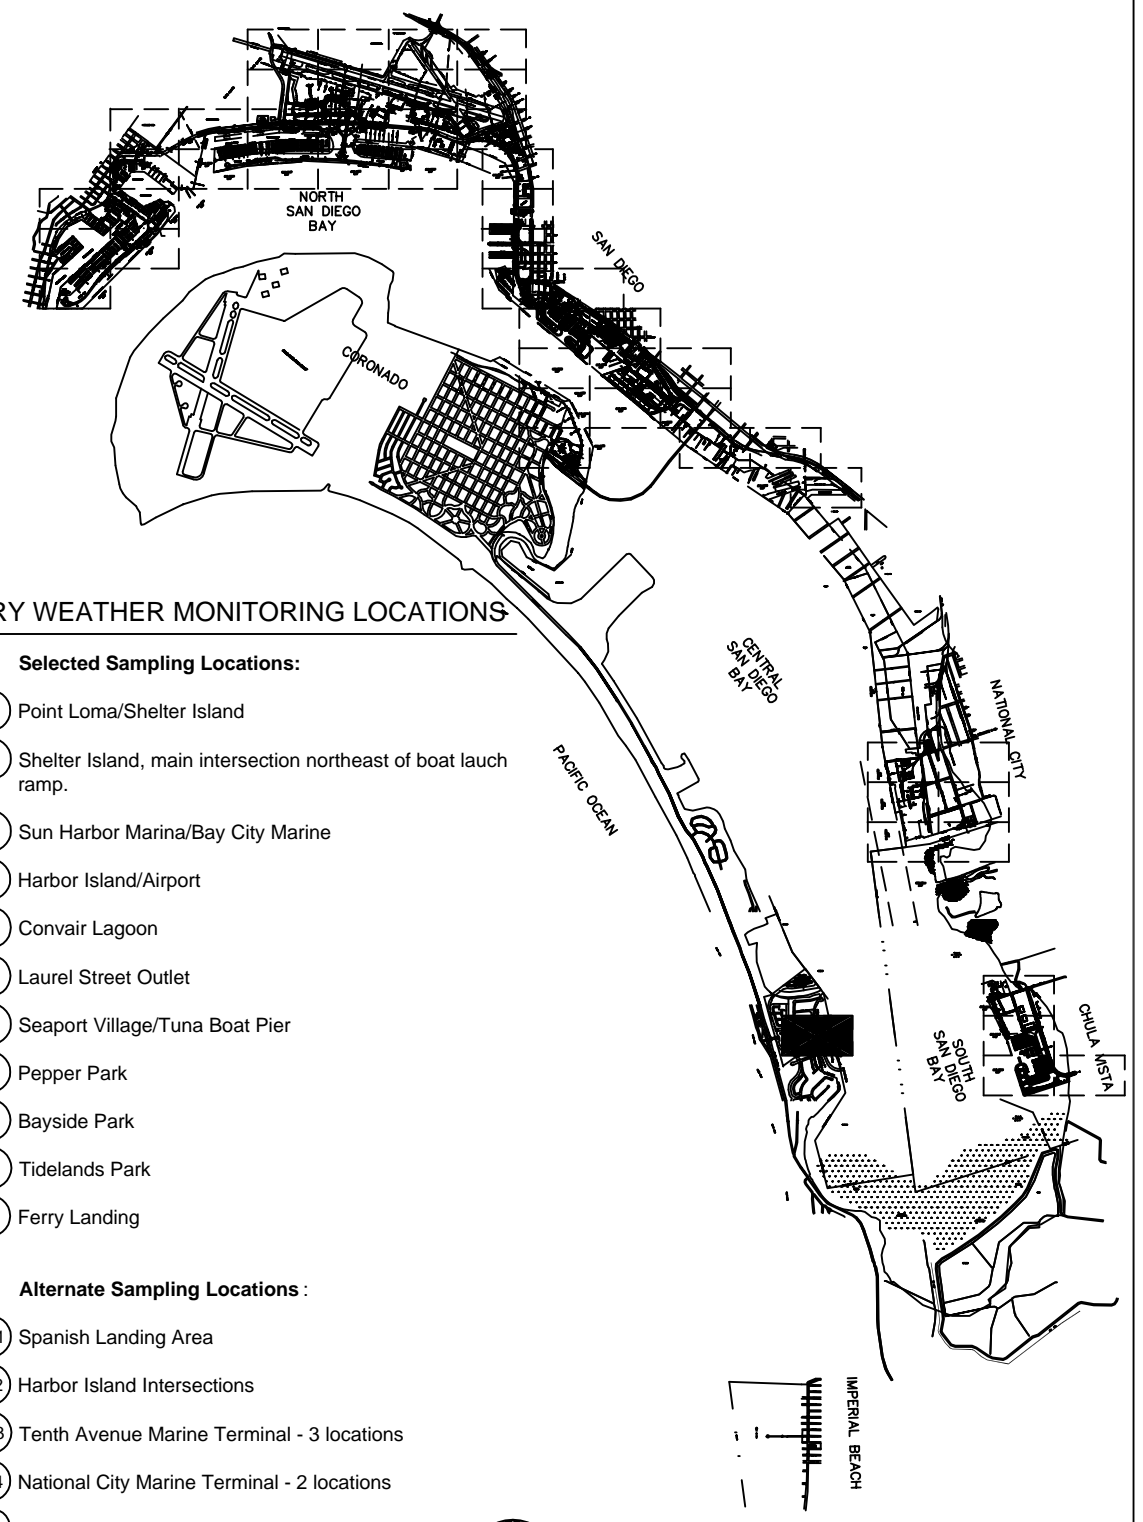 NORTH
SAN DIEGO
BAY
SAN DIEGO
CORONADO
RY WEATHER MONITORING LOCATIONS
Selected Sampling Locations:
Point Loma/Shelter Island
Shelter Island, main intersection northeast of boat lauch
ramp.
Sun Harbor Marina/Bay City Marine
Harbor Island/Airport
Convair Lagoon
Laurel Street Outlet
Seaport Village/Tuna Boat Pier
Pepper Park
Bayside Park
Tidelands Park
Ferry Landing
Alternate Sampling Locations :
Spanish Landing Area
2 Harbor Island Intersections
3 Tenth Avenue Marine Terminal - 3 locations
4 National City Marine Terminal - 2 locations
CENTRAL
SAN DIEGO
BAY
NATIONAL CITY
PACIFIC OCEAN
SOUTH
SAN DIEGO
BAY
CHULA VISTA
IMPERIAL BEACH